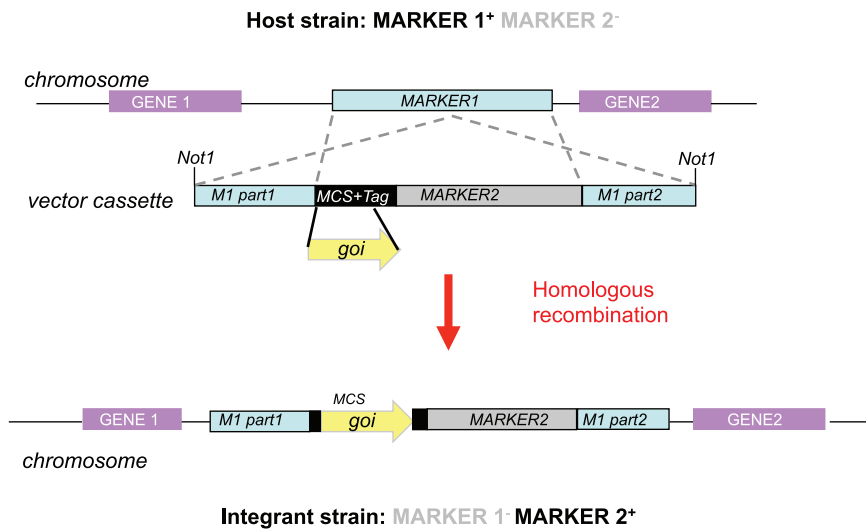 Host strain: MARKER 1⁺ MARKER 2⁻
chromosome
GENE 1
MARKER1
GENE2
Not1
Not1
vector cassette
M1 part1
MCS+Tag
MARKER2
M1 part2
goi
Homologous
recombination
MCS
GENE 1
M1 part1
goi
MARKER2
M1 part2
GENE2
chromosome
Integrant strain: MARKER 1⁻ MARKER 2⁺